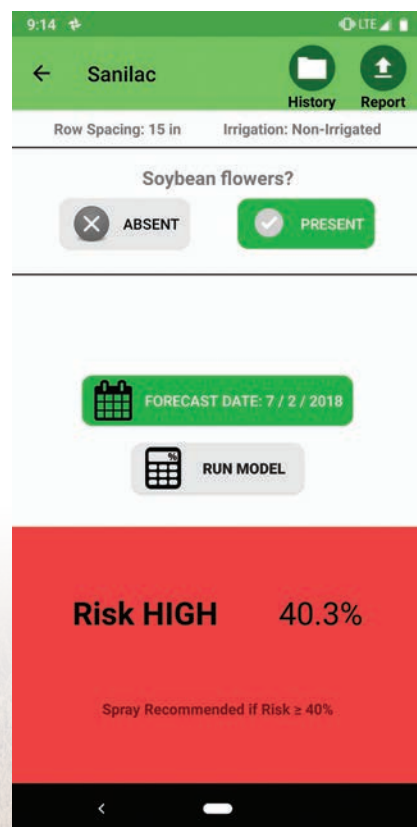 9:14 LTE
Sanilac
History Report
Row Spacing: 15 in Irrigation: Non-Irrigated
Soybean flowers?
ABSENT PRESENT
FORECAST DATE: 7 / 2 / 2018
%
RUN MODEL
Risk HIGH 40.3%
Spray Recommended if Risk ≥ 40%